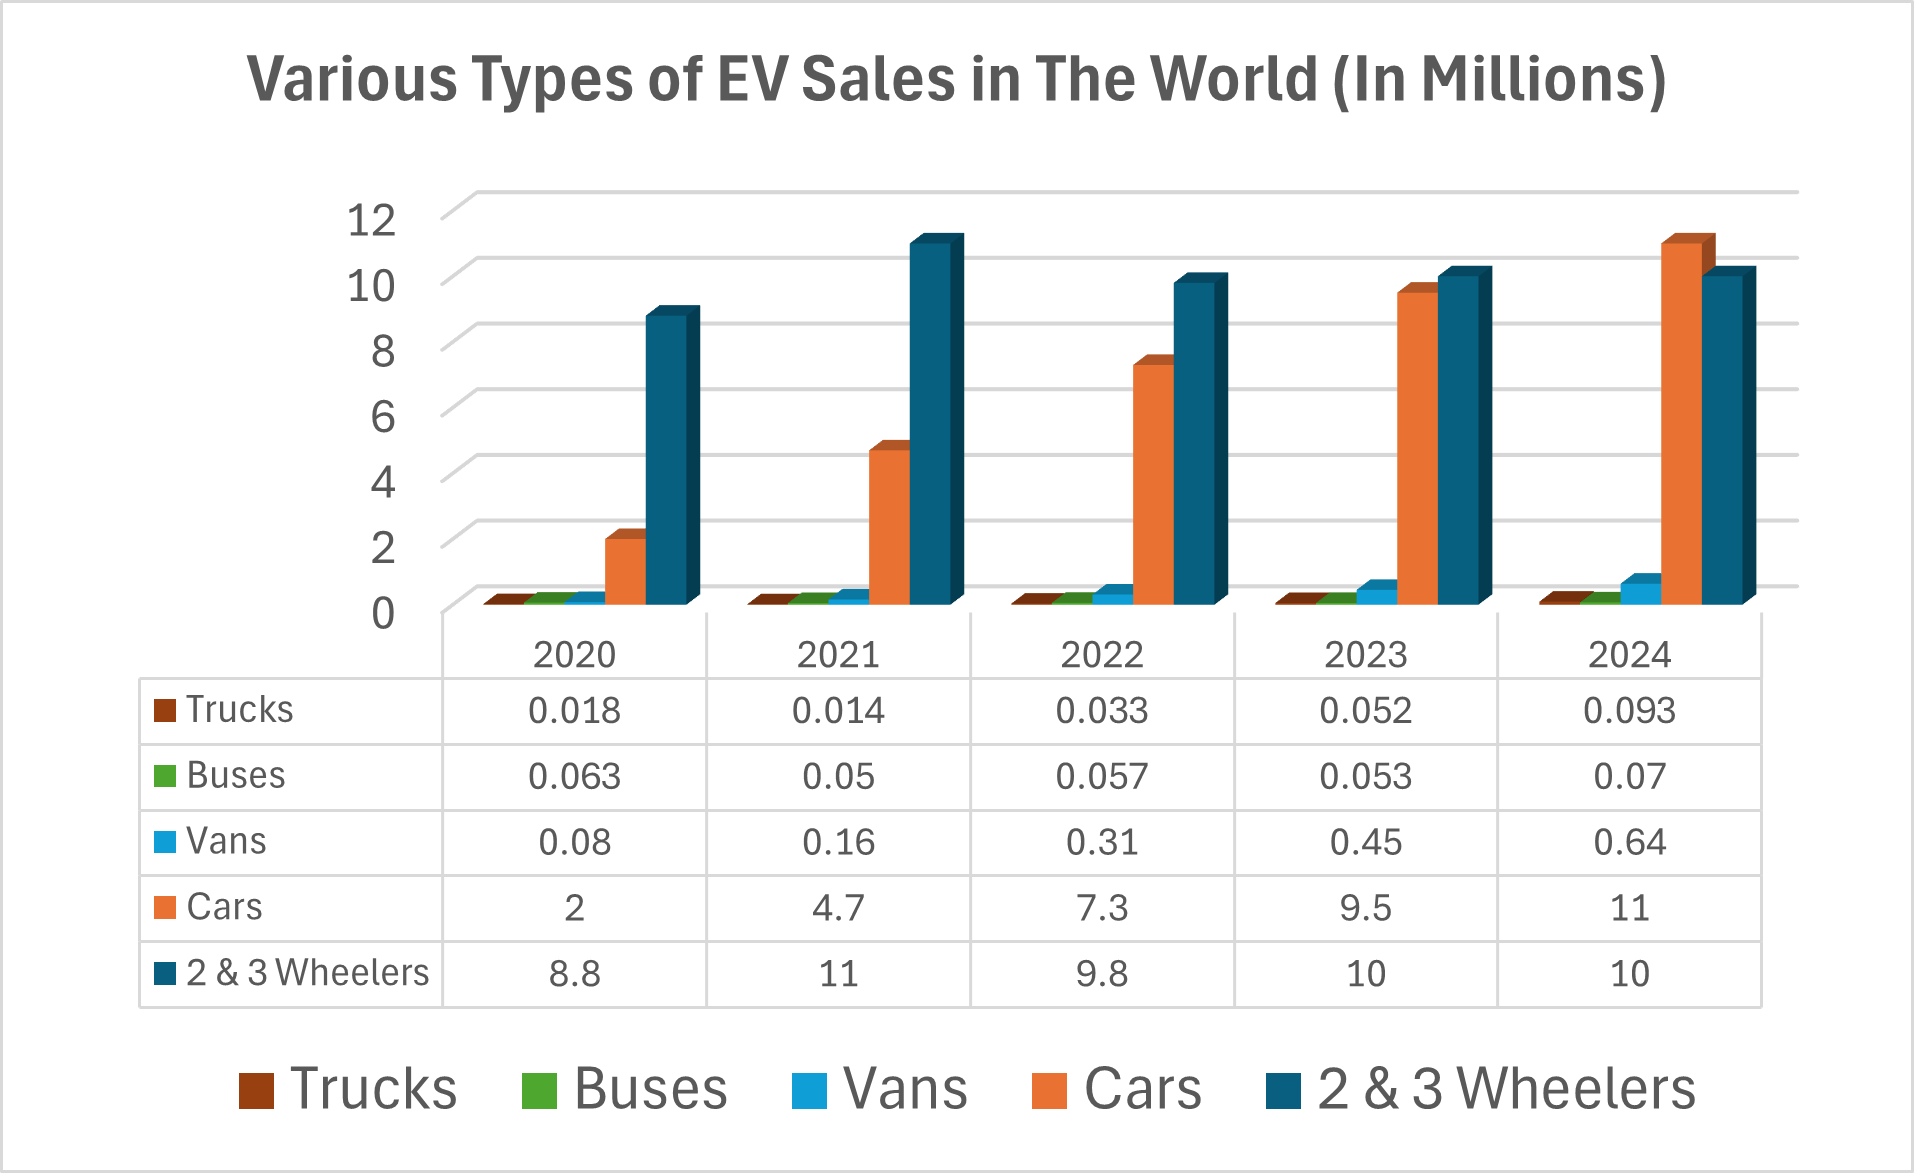 Various Types of EV Sales in The World (In Millions)
12
10
8
6
4
2
0
2020 2021 2022 2023 2024
Trucks 0.018 0.014 0.033 0.052 0.093
Buses 0.063 0.05 0.057 0.053 0.07
Vans 0.08 0.16 0.31 0.45 0.64
Cars 2 4.7 7.3 9.5 11
2 & 3 Wheelers 8.8 11 9.8 10 10
Trucks Buses Vans Cars 2 & 3 Wheelers